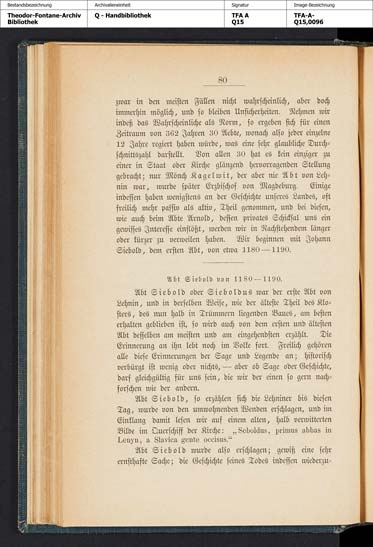 Bestandsbezeichnung Archivalieneinheit Signatur Image-Bezeichnung
Theodor-Fontane-Archiv Q - Handbibliothek TFA A TFA-A-
Bibliothek Q15 Q15,0096
80
zwar in den meisten Fällen nicht wahrscheinlich, aber doch
immerhin möglich, und so bleiben Unsicherheiten. Nehmen wir
indeß das Wahrscheinliche als Norm, so ergeben sich für einen
Zeitraum von 362 Jahren 30 Aebte, wonach also jeder einzelne
12 Jahre regiert haben würde, was eine sehr glaubliche Durch-
schnittszahl darstellt. Von allen 30 hat es kein einziger zu
einer in Staat oder Kirche glänzend hervorragenden Stellung
gebracht; nur Mönch Kagelwit, der aber nie Abt von Leh-
nin war, wurde später Erzbischof von Magdeburg. Einige
indessen haben wenigstens an der Geschichte unseres Landes, oft
freilich mehr passiv als aktiv, Theil genommen, und bei diesen,
wie auch beim Abte Arnold, dessen privates Schicksal uns ein
gewisses Interesse einflößt, werden wir in Nachstehendem länger
oder kürzer zu verweilen haben. Wir beginnen mit Johann
Siebold, dem ersten Abt, von etwa 1180—1190.
Abt Siebold von 1180—1190.
Abt Siebold oder Siebolbus war der erste Abt von
Lehnin, und in derselben Weise, wie der älteste Theil des Klo-
sters, des nun halb in Trümmern liegenden Baues, am besten
erhalten geblieben ist, so wird auch von dem ersten und ältesten
Abt desselben am meisten und am eingehendsten erzählt. Die
Erinnerung an ihn lebt noch im Volke fort. Freilich gehören
alle diese Erinnerungen der Sage und Legende an; historisch
verbürgt ist wenig oder nichts, — aber ob Sage oder Geschichte,
darf gleichgültig für uns sein, die wir der einen so gern nach-
forschen wie der andern.
Abt Siebold, so erzählen sich die Lehniner bis diesen
Tag, wurde von den umwohnenden Wenden erschlagen, und im
Einklang damit lesen wir auf einem alten, halb verwitterten
Bilde im Querschiff der Kirche: „Seboldus, primus abbas in
Lenyn, a Slavica gente occisus.“
Abt Siebold wurde also erschlagen; gewiß eine sehr
ernsthafte Sache; die Geschichte seines Todes indessen wiederzu-